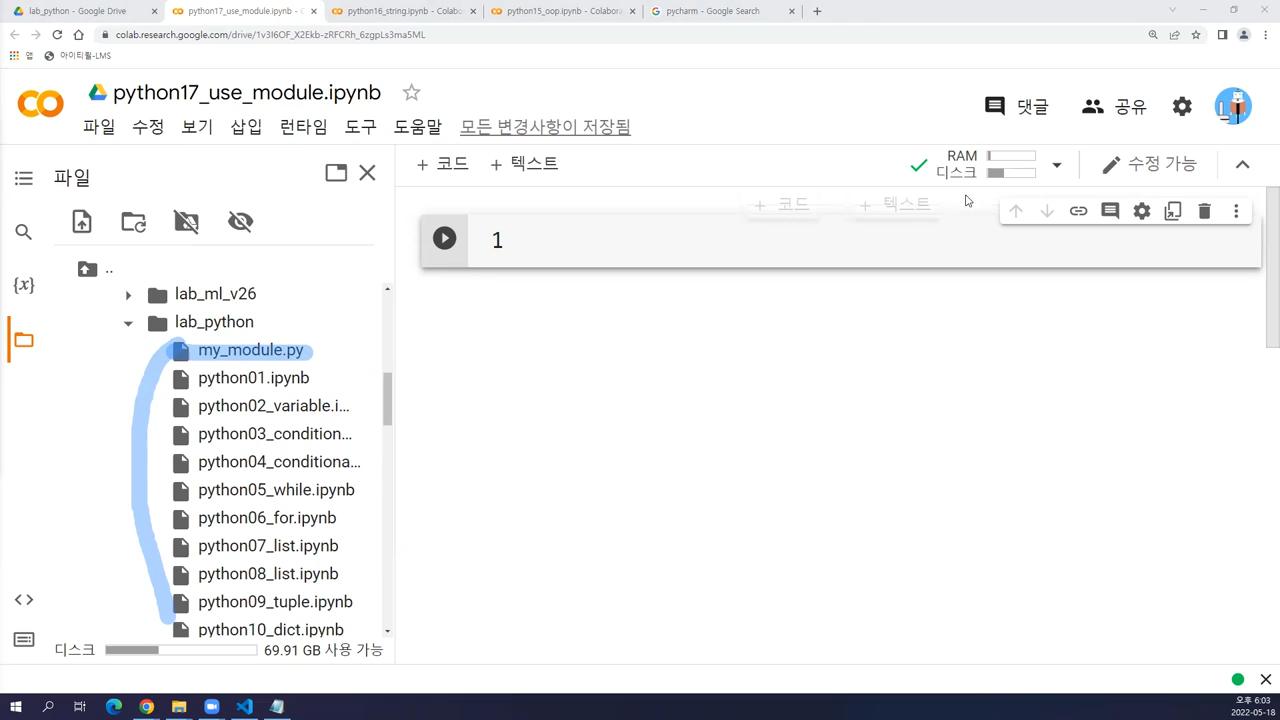 lab_python - Google Drive
python17_use_module.ipynb - C
python16_string.ipynb - Colabo
python15_oop.ipynb - Colabora
pycharm - Google Search
colab.research.google.com/drive/1v3I6OF_X2Ekb-zRFCRh_6zgpLs3ma5ML
앱
아이티윌-LMS
python17_use_module.ipynb
댓글
공유
파일 수정 보기 삽입 런타임 도구 도움말 모든 변경사항이 저장됨
파일
+ 코드 + 텍스트
RAM
디스크
수정 가능
+ 코드 + 텍스트
1
{x}
..
lab_ml_v26
lab_python
my_module.py
python01.ipynb
python02_variable.i...
python03_condition...
python04_conditiona...
python05_while.ipynb
python06_for.ipynb
python07_list.ipynb
python08_list.ipynb
python09_tuple.ipynb
python10_dict.ipynb
디스크 69.91 GB 사용 가능
오후 6:03
2022-05-18